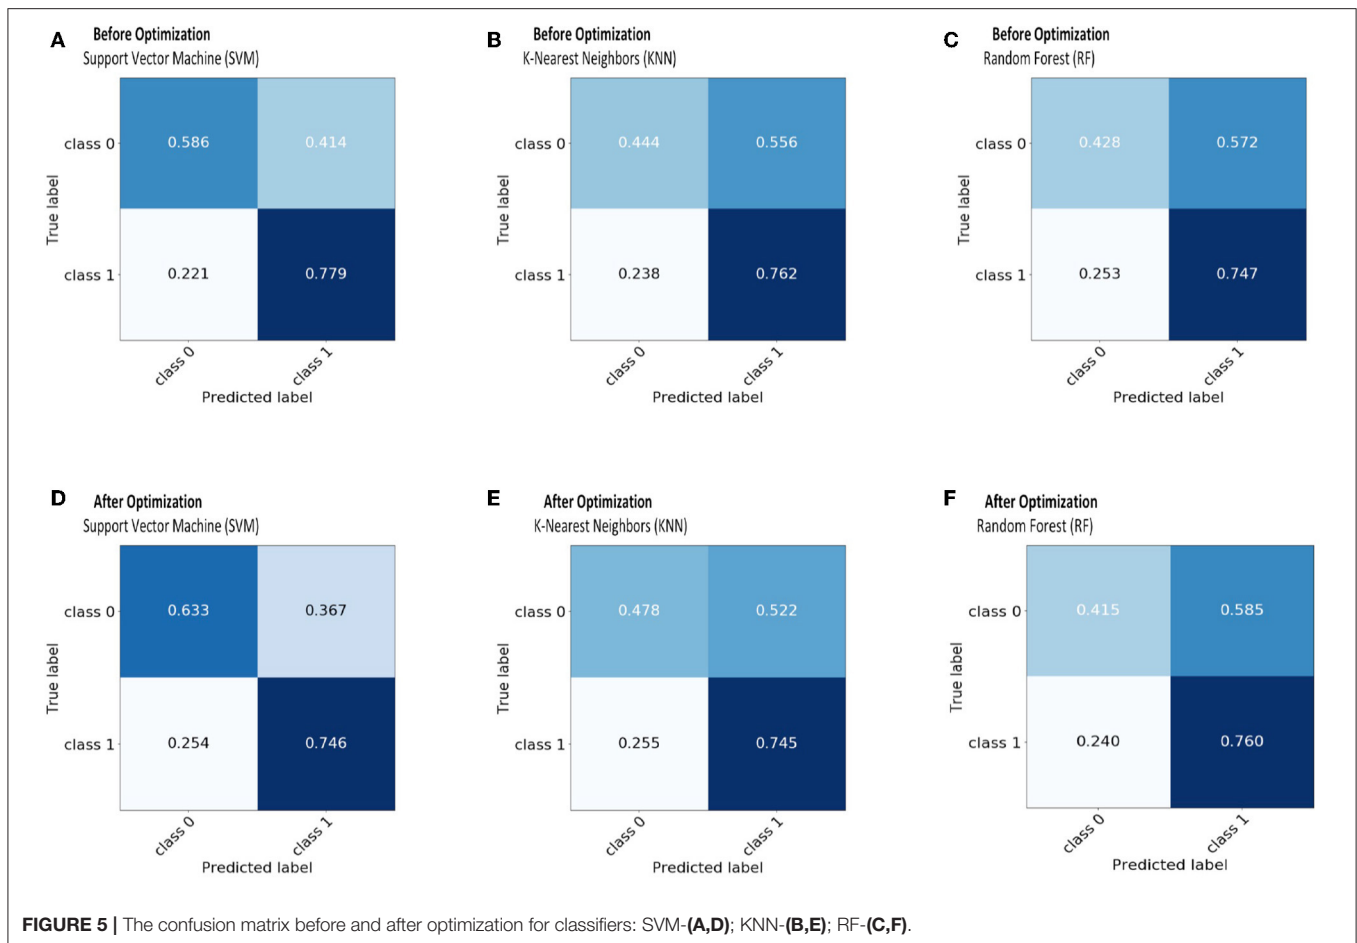 A
Before Optimization
Support Vector Machine (SVM)
class 0
0.586
0.414
class 1
0.221
0.779
True label
class 0
class 1
Predicted label
B
Before Optimization
K-Nearest Neighbors (KNN)
class 0
0.444
0.556
class 1
0.238
0.762
True label
class 0
class 1
Predicted label
C
Before Optimization
Random Forest (RF)
class 0
0.428
0.572
class 1
0.253
0.747
True label
class 0
class 1
Predicted label
D
After Optimization
Support Vector Machine (SVM)
class 0
0.633
0.367
class 1
0.254
0.746
True label
class 0
class 1
Predicted label
E
After Optimization
K-Nearest Neighbors (KNN)
class 0
0.478
0.522
class 1
0.255
0.745
True label
class 0
class 1
Predicted label
F
After Optimization
Random Forest (RF)
class 0
0.415
0.585
class 1
0.240
0.760
True label
class 0
class 1
Predicted label
FIGURE 5 | The confusion matrix before and after optimization for classifiers: SVM-(A,D); KNN-(B,E); RF-(C,F).